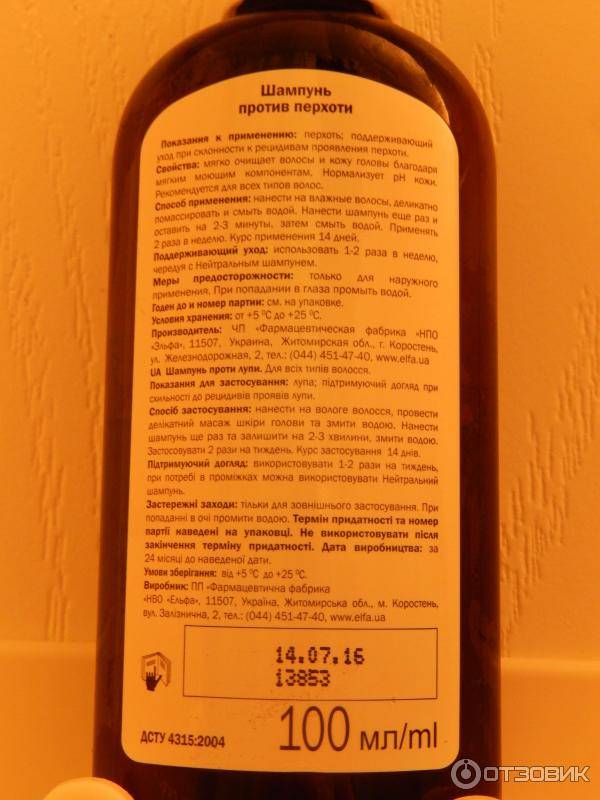 Шампунь
против перхоти
Показания к применению: перхоть; поддерживающий
уход при склонности к рецидивам проявления перхоти.
Свойства: мягко очищает волосы и кожу головы благодаря
мягким моющим компонентам. Нормализует pH кожи.
Рекомендуется для всех типов волос.
Способ применения: нанести на влажные волосы, деликатно
помассировать и смыть водой. Нанести шампунь еще раз и
оставить на 2-3 минуты, затем смыть водой. Применять
2 раза в неделю. Курс применения 14 дней.
Поддерживающий уход: использовать 1-2 раза в неделю,
чередуя с Нейтральным шампунем.
Меры предосторожности: только для наружного
применения. При попадании в глаза промыть водой.
Годен до и номер партии: см. на упаковке.
Условия хранения: от +5 ⁰С до +25 ⁰С.
Производитель: ЧП «Фармацевтическая фабрика «НПО
«Эльфа», 11507, Украина, Житомирская обл., г. Коростень,
ул. Железнодорожная, 2, тел.: (044) 451-47-40, www.elfa.ua
UA Шампунь проти лупи. Для всіх типів волосся.
Показання для застосування: лупа; підтримуючий догляд при
схильності до рецидивів проявів лупи.
Спосіб застосування: нанести на вологе волосся, провести
делікатний масаж шкіри голови та змити водою. Нанести
шампунь ще раз та залишити на 2-3 хвилини, змити водою.
Застосовувати 2 рази на тиждень. Курс застосування 14 днів.
Підтримуючий догляд: використовувати 1-2 рази на тиждень,
при потребі в проміжках можна використовувати Нейтральний
шампунь.
Застережні заходи: тільки для зовнішнього застосування. При
попаданні в очі промити водою. Термін придатності та номер
партії наведені на упаковці. Не використовувати після
закінчення терміну придатності. Дата виробництва: за
24 місяці до наведеної дати.
Умови зберігання: від +5 ⁰С до +25 ⁰С.
Виробник: ПП «Фармацевтична фабрика
«НВО «Ельфа», 11507, Україна, Житомирська обл., м. Коростень,
вул. Залізнична, 2, тел.: (044) 451-47-40, www.elfa.ua
14.07.16
13853
ДСТУ 4315:2004
100 мл/ml
ОТЗОВИК